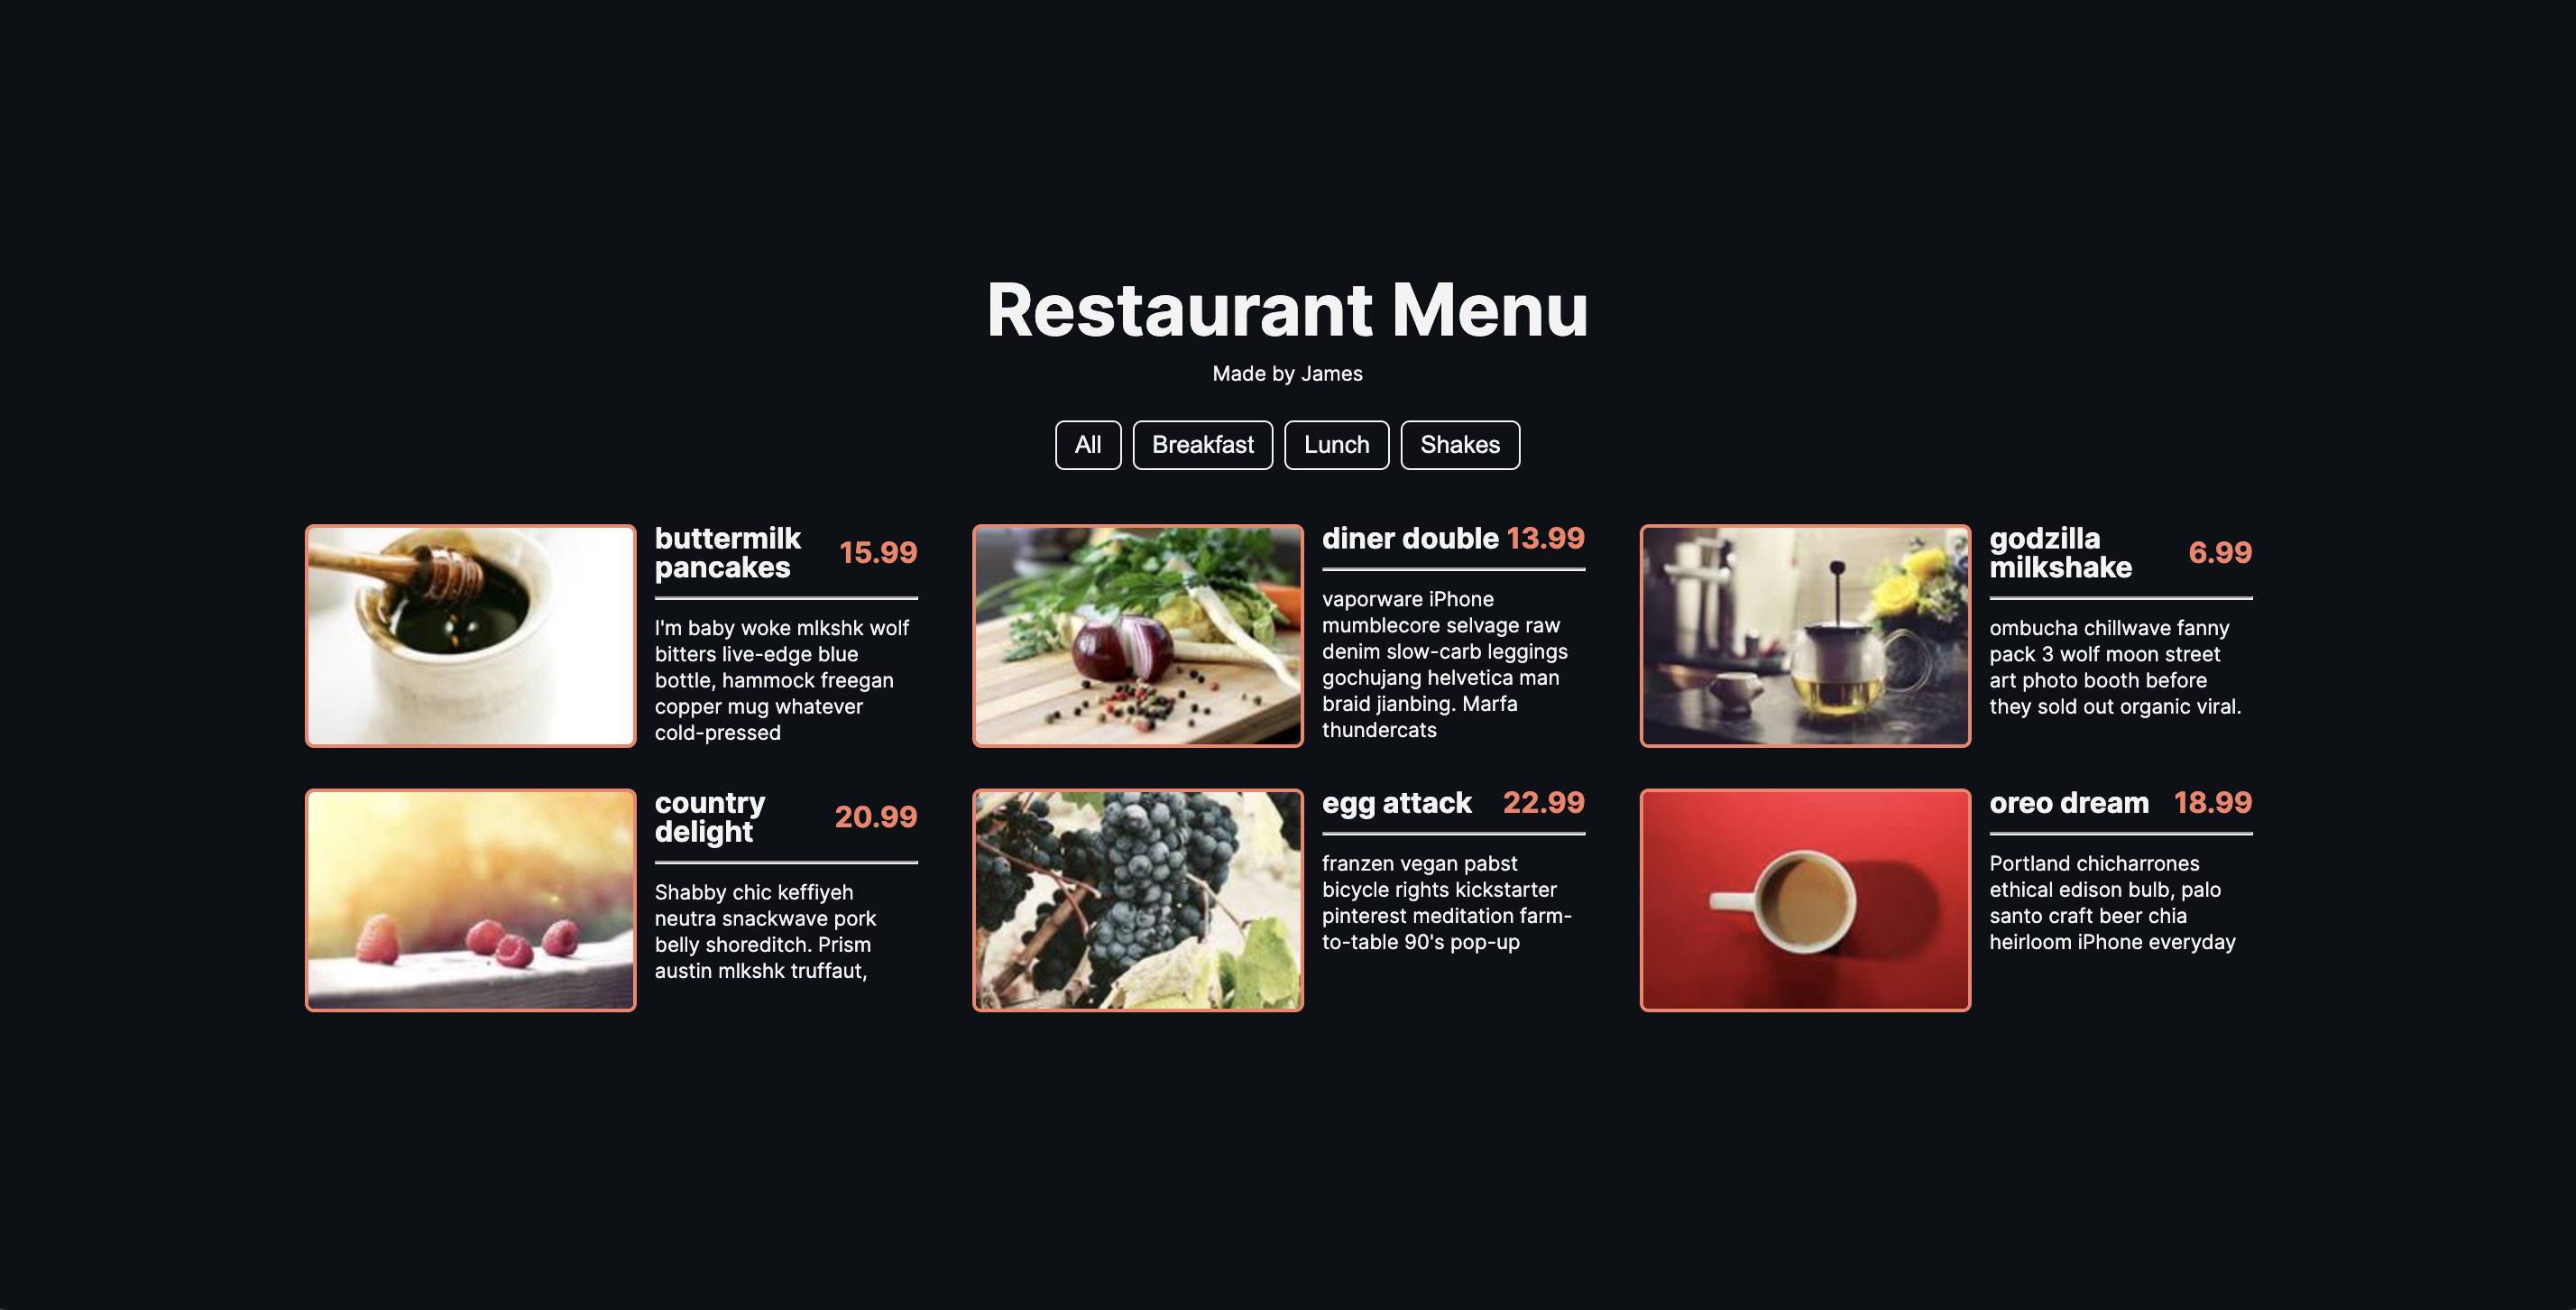 Restaurant Menu
Made by James
All
Breakfast
Lunch
Shakes
buttermilk
pancakes
15.99
I'm baby woke mlkshk wolf
bitters live-edge blue
bottle, hammock freegan
copper mug whatever
cold-pressed
diner double
13.99
vaporware iPhone
mumblecore selvage raw
denim slow-carb leggings
gochujang helvetica man
braid jianbing. Marfa
thundercats
godzilla
milkshake
6.99
ombucha chillwave fanny
pack 3 wolf moon street
art photo booth before
they sold out organic viral.
country
delight
20.99
Shabby chic keffiyeh
neutra snackwave pork
belly shoreditch. Prism
austin mlkshk truffaut,
egg attack
22.99
franzen vegan pabst
bicycle rights kickstarter
pinterest meditation farm-
to-table 90's pop-up
oreo dream
18.99
Portland chicharrones
ethical edison bulb, palo
santo craft beer chia
heirloom iPhone everyday